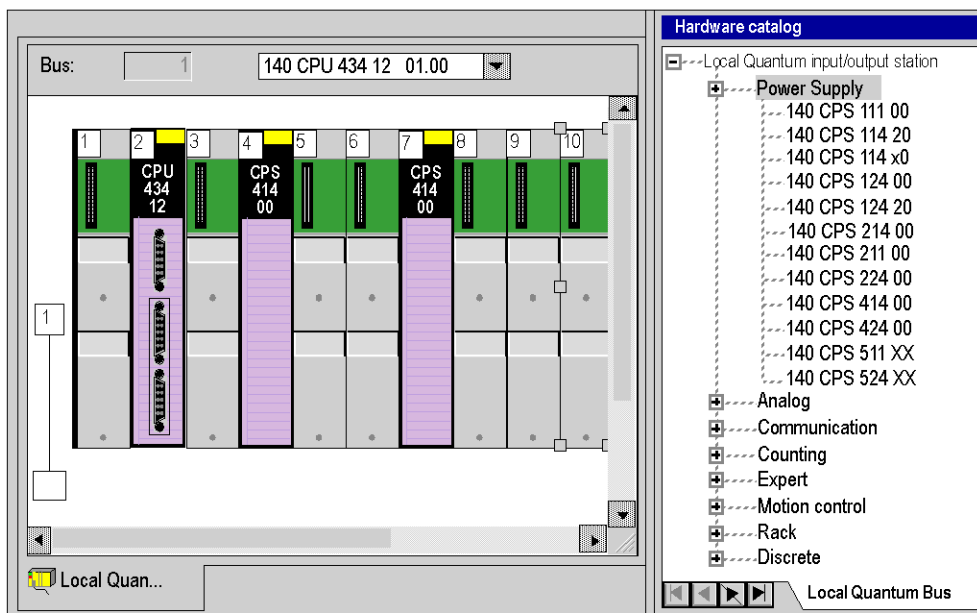 Hardware catalog
Bus: 1 140 CPU 434 12 01.00
1 2 3 4 5 6 7 8 9 10
CPU 434 12
CPS 414 00
CPS 414 00
1
Local Quan...
Local Quantum input/output station
Power Supply
140 CPS 111 00
140 CPS 114 20
140 CPS 114 x0
140 CPS 124 00
140 CPS 124 20
140 CPS 214 00
140 CPS 211 00
140 CPS 224 00
140 CPS 414 00
140 CPS 424 00
140 CPS 511 XX
140 CPS 524 XX
Analog
Communication
Counting
Expert
Motion control
Rack
Discrete
Local Quantum Bus